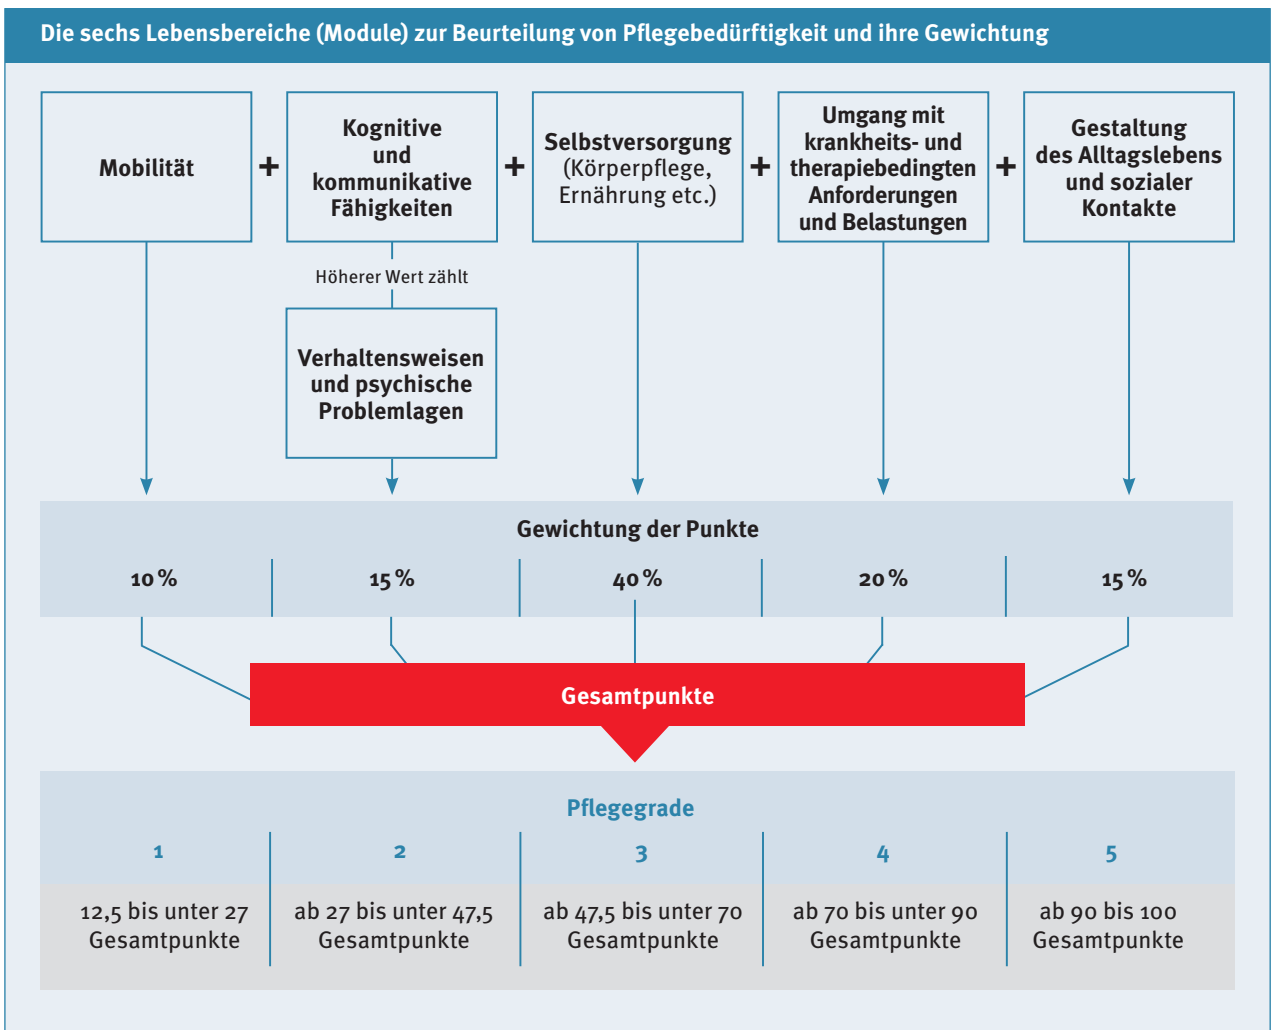 Die sechs Lebensbereiche (Module) zur Beurteilung von Pflegebedürftigkeit und ihre Gewichtung
Mobilität
+
Kognitive
und
kommunikative
Fähigkeiten
+
Selbstversorgung
(Körperpflege,
Ernährung etc.)
+
Umgang mit
krankheits- und
therapiebedingten
Anforderungen
und Belastungen
+
Gestaltung
des Alltagslebens
und sozialer
Kontakte
Höherer Wert zählt
Verhaltensweisen
und psychische
Problemlagen
Gewichtung der Punkte
10 %
15 %
40 %
20 %
15 %
Gesamtpunkte
Pflegegrade
1
2
3
4
5
12,5 bis unter 27
Gesamtpunkte
ab 27 bis unter 47,5
Gesamtpunkte
ab 47,5 bis unter 70
Gesamtpunkte
ab 70 bis unter 90
Gesamtpunkte
ab 90 bis 100
Gesamtpunkte